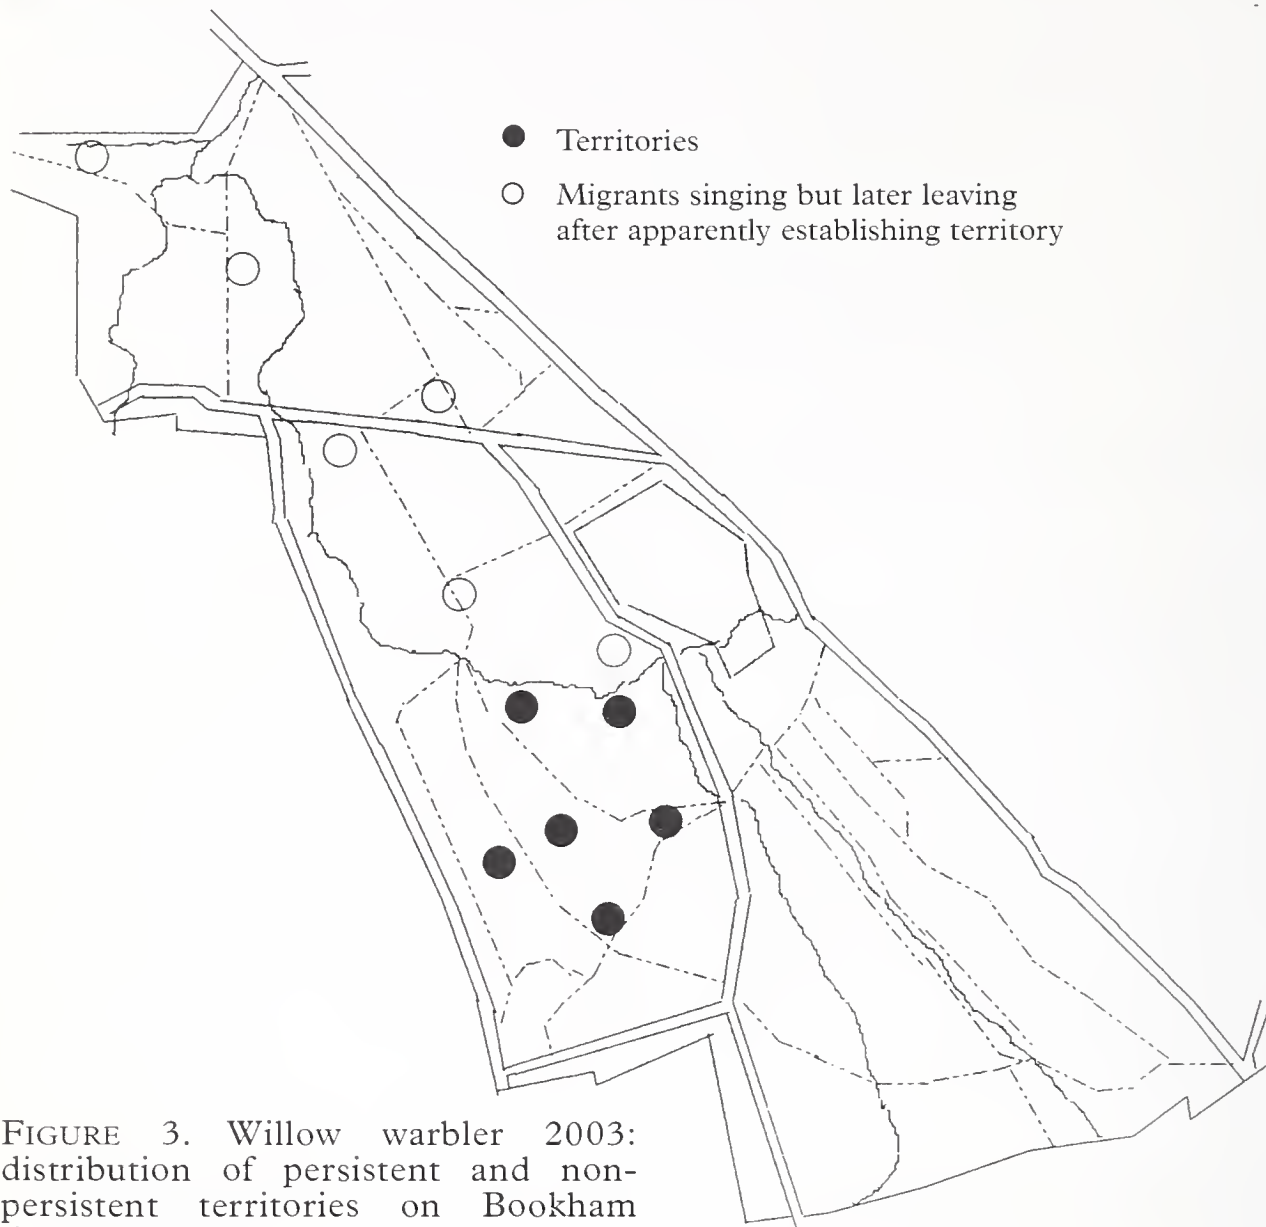 Territories
Migrants singing but later leaving
after apparently establishing territory
FIGURE 3. Willow warbler 2003:
distribution of persistent and non-
persistent territories on Bookham